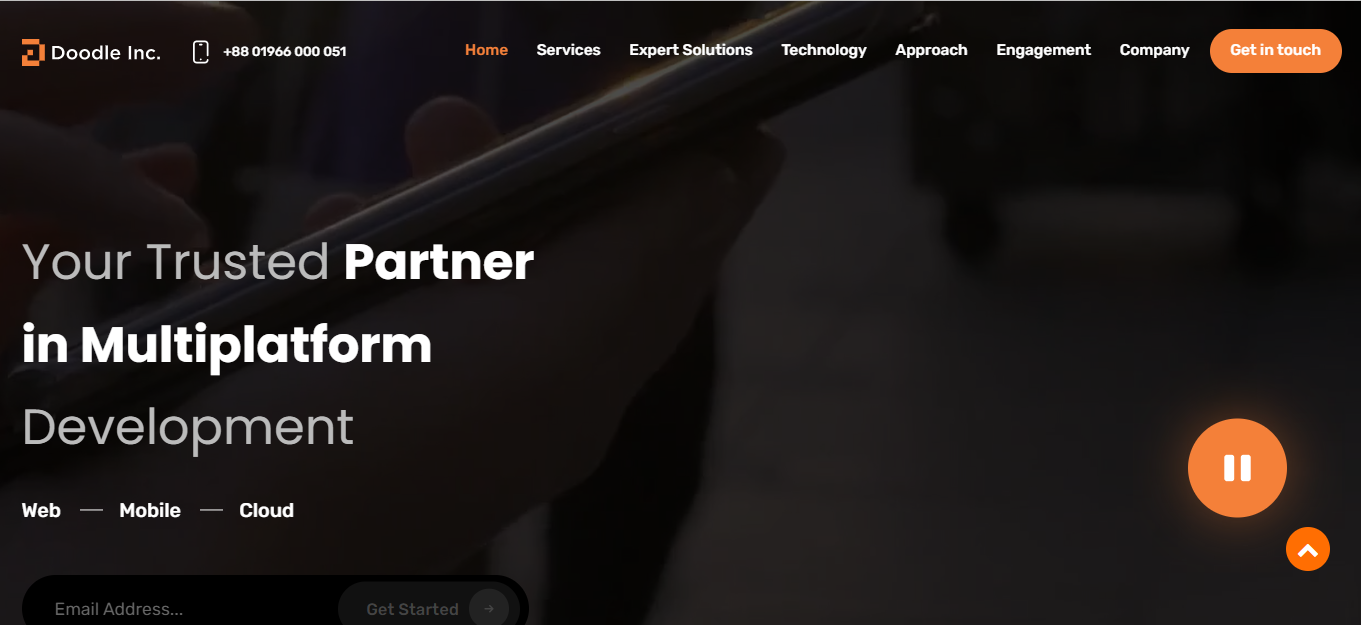 Doodle Inc.
+88 01966 000 051
Home
Services
Expert Solutions
Technology
Approach
Engagement
Company
Get in touch
Your Trusted Partner
in Multiplatform
Development
Web — Mobile — Cloud
Email Address...
Get Started